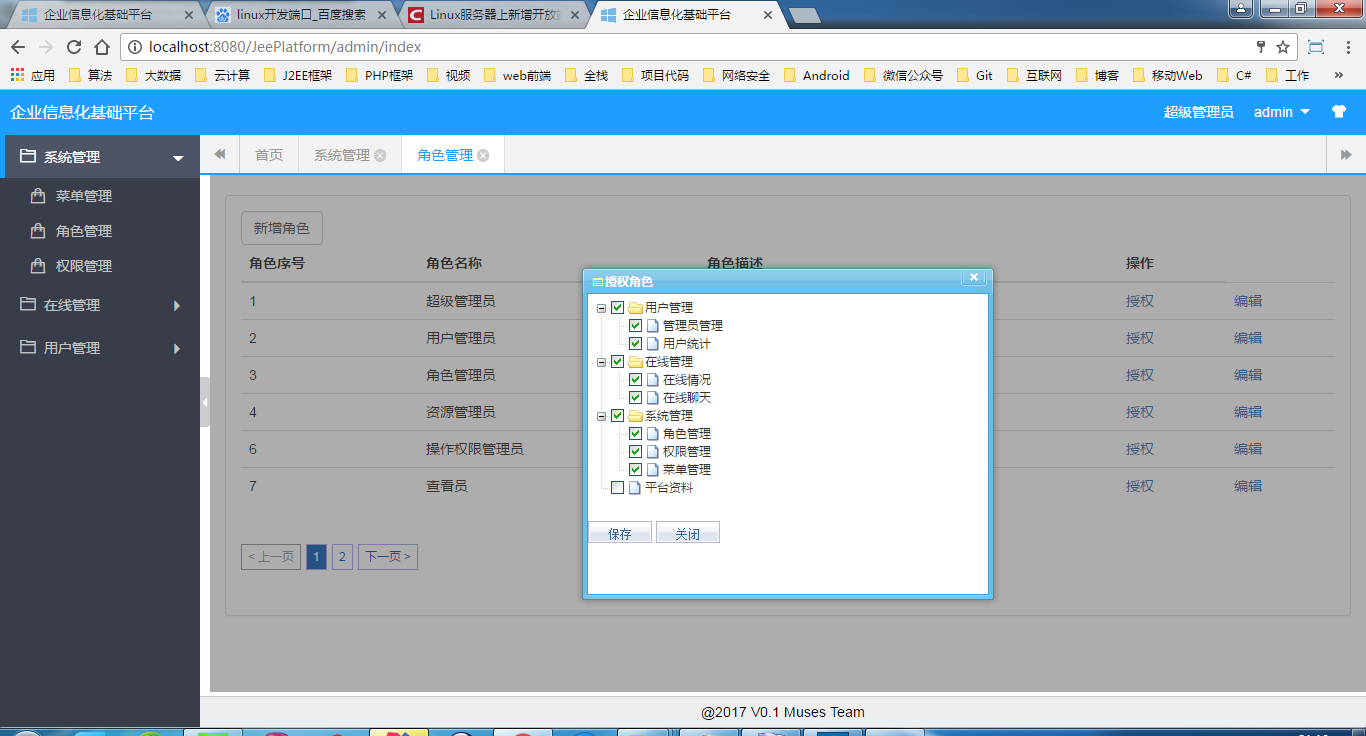 企业信息化基础平台
linux开发端口_百度搜索
Linux服务器上新增开放
企业信息化基础平台
localhost:8080/JeePlatform/admin/index
应用 算法 大数据 云计算 J2EE框架 PHP框架 视频 web前端 全栈 项目代码 网络安全 Android 微信公众号 Git 互联网 博客 移动Web C# 工作 »
企业信息化基础平台
超级管理员 admin
系统管理
菜单管理
角色管理
权限管理
在线管理
用户管理
首页 系统管理 角色管理
新增角色
角色序号 角色名称 角色描述 操作
1 超级管理员 授权 编辑
2 用户管理员 授权 编辑
3 角色管理员 授权 编辑
4 资源管理员 授权 编辑
6 操作权限管理员 授权 编辑
7 查看员 授权 编辑
< 上一页 1 2 下一页 >
授权角色
用户管理
管理员管理
用户统计
在线管理
在线情况
在线聊天
系统管理
角色管理
权限管理
菜单管理
平台资料
保存 关闭
@2017 V0.1 Muses Team